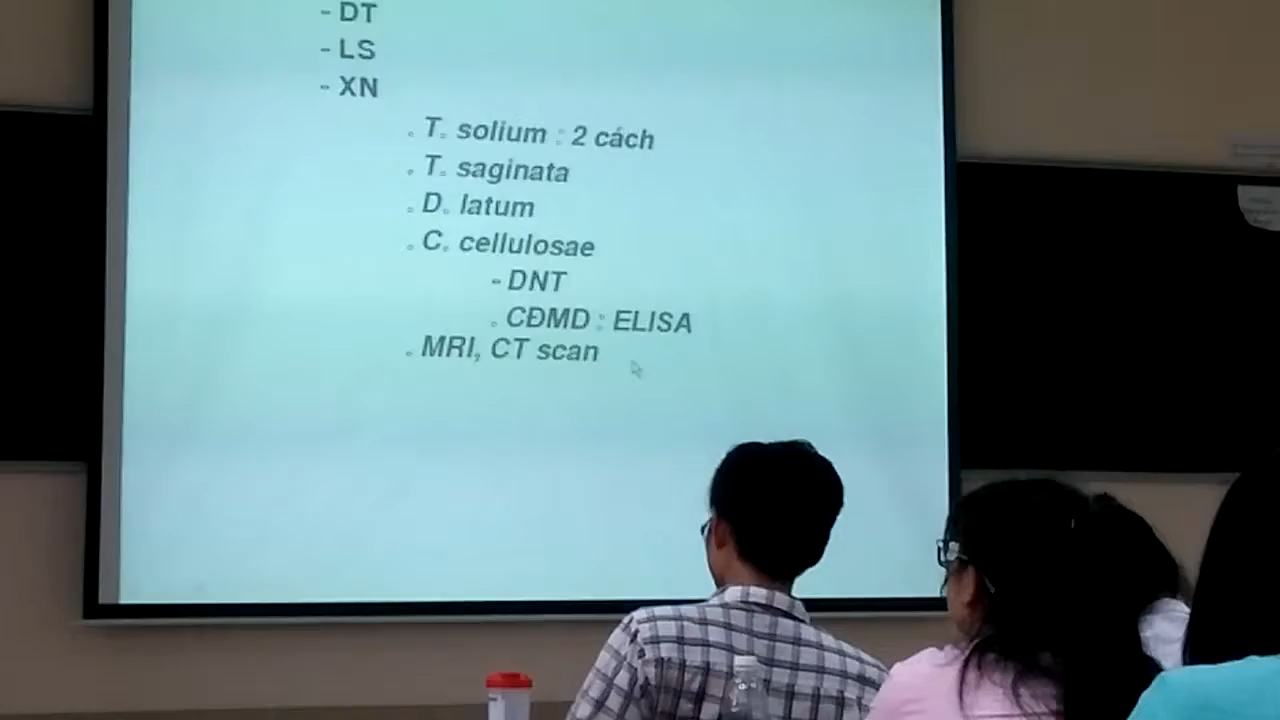 - DT
- LS
- XN
. T. solium : 2 cách
. T. saginata
. D. latum
. C. cellulosae
- DNT
. CĐMD : ELISA
. MRI, CT scan